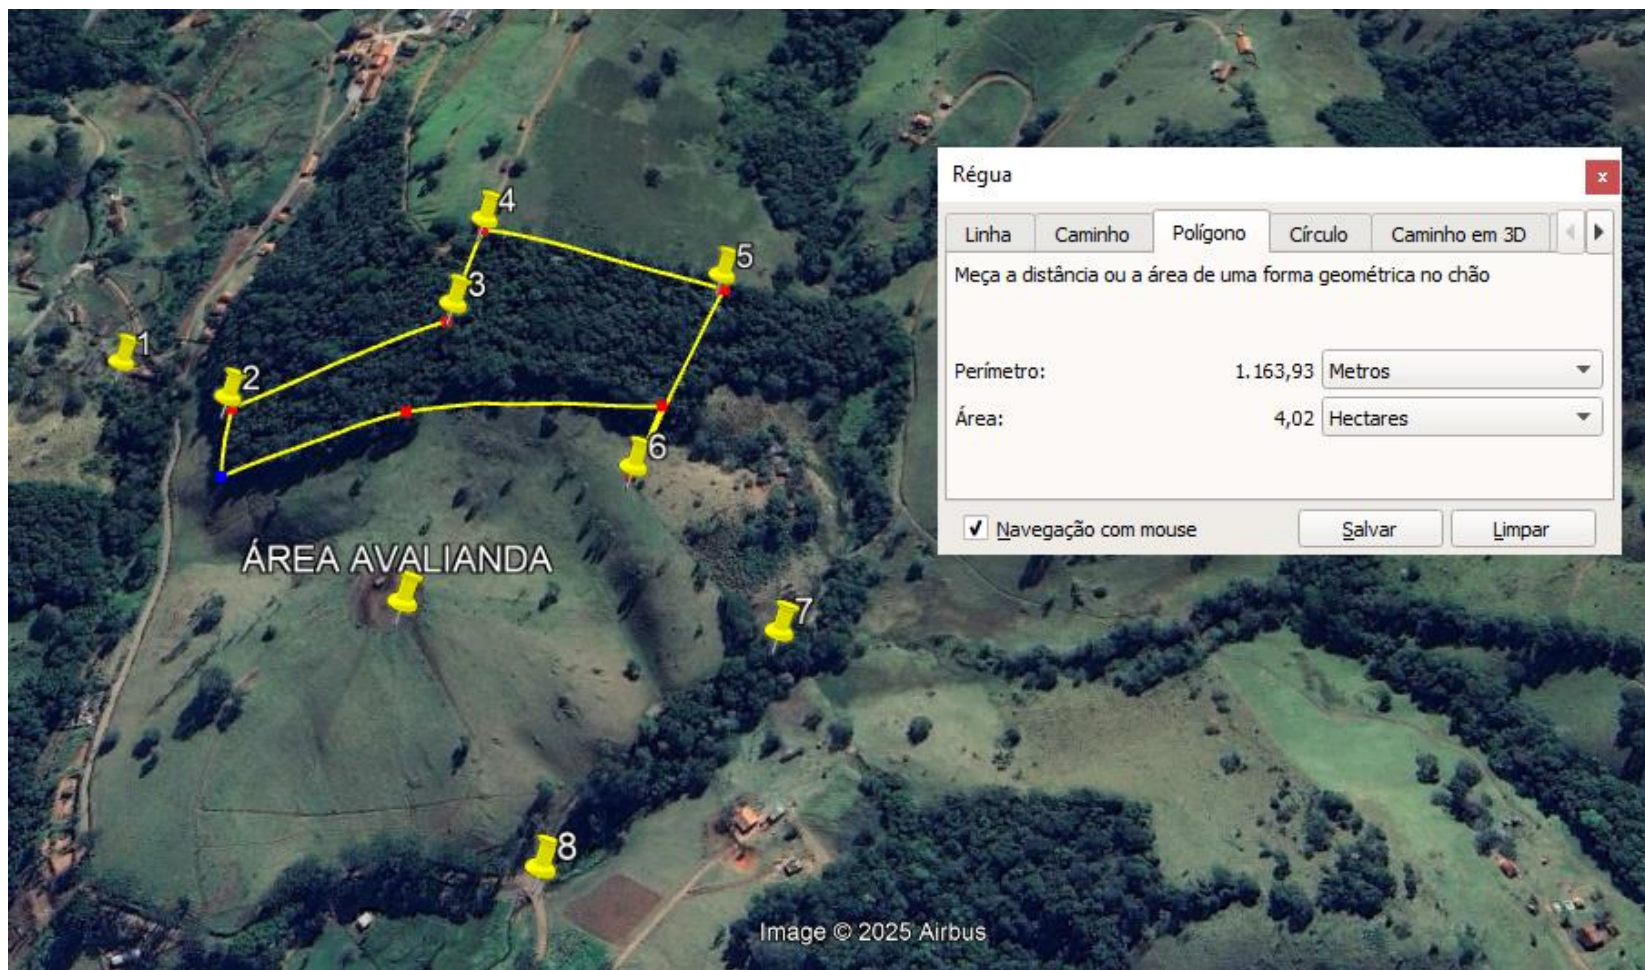 4
5
3
1
2
6
ÁREA AVALIANDA
7
8
Image © 2025 Airbus
Régua
x
Linha
Caminho
Polígono
Círculo
Caminho em 3D
Meça a distância ou a área de uma forma geométrica no chão
Perímetro: 1.163,93 Metros
Área: 4,02 Hectares
Navegação com mouse
Salvar
Limpar